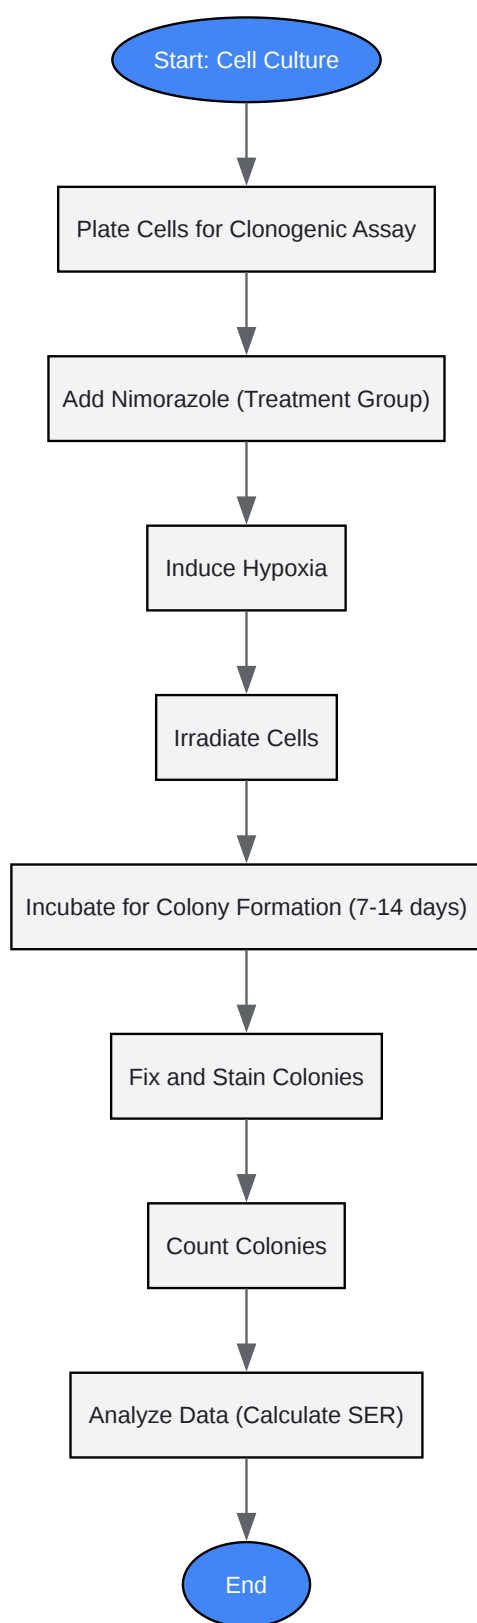 Start: Cell Culture
Plate Cells for Clonogenic Assay
Add Nimorazole (Treatment Group)
Induce Hypoxia
Irradiate Cells
Incubate for Colony Formation (7-14 days)
Fix and Stain Colonies
Count Colonies
Analyze Data (Calculate SER)
End